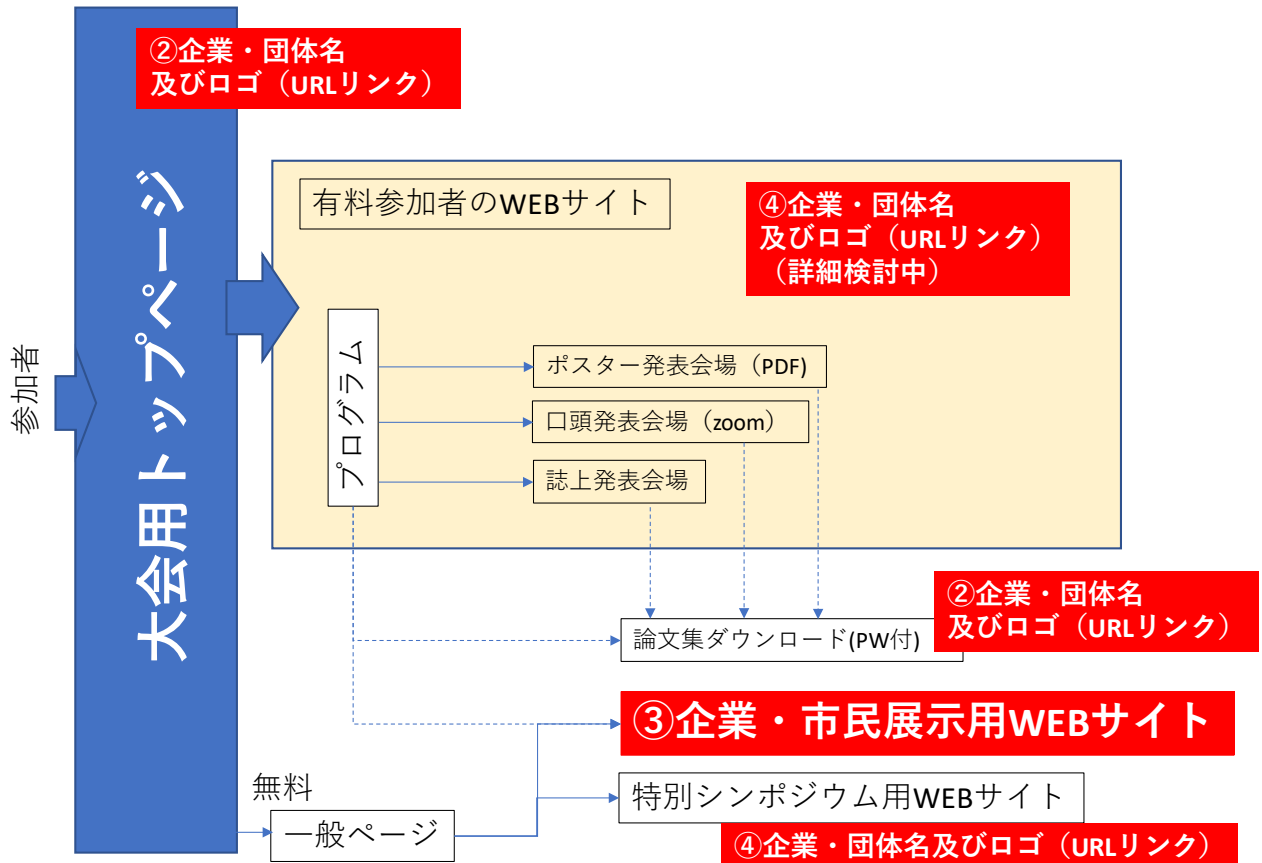 ②企業・団体名
及びロゴ（URLリンク）
大会用トップページ
参加者
有料参加者のWEBサイト
④企業・団体名
及びロゴ（URLリンク）
（詳細検討中）
プログラム
ポスター発表会場（PDF)
口頭発表会場（zoom）
誌上発表会場
②企業・団体名
及びロゴ（URLリンク）
論文集ダウンロード(PW付)
③企業・市民展示用WEBサイト
無料
一般ページ
特別シンポジウム用WEBサイト
④企業・団体名及びロゴ（URLリンク）